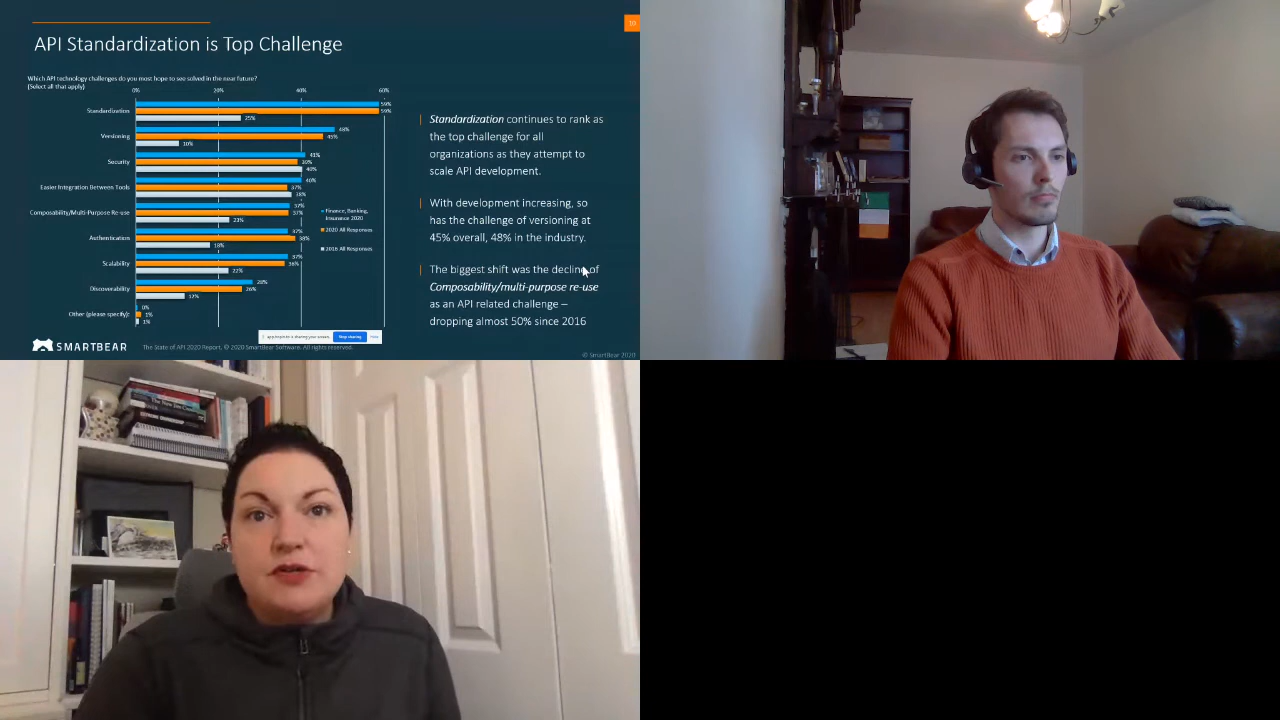 10
API Standardization is Top Challenge
Which API technology challenges do you most hope to see solved in the near future?
(Select all that apply)
0% 20% 40% 60%
Standardization 59% 59% 25%
Versioning 48% 45% 10%
Security 41% 39% 40%
Easier Integration Between Tools 40% 37% 38%
Composability/Multi-Purpose Re-use 37% 37% 23%
Authentication 37% 38% 18%
Scalability 37% 36% 22%
Discoverability 28% 26% 12%
Other (please specify): 0% 1% 1%
Finance, Banking,
Insurance 2020
2020 All Responses
2016 All Responses
Standardization continues to rank as
the top challenge for all
organizations as they attempt to
scale API development.
With development increasing, so
has the challenge of versioning at
45% overall, 48% in the industry.
The biggest shift was the decline of
Composability/multi-purpose re-use
as an API related challenge –
dropping almost 50% since 2016
is sharing your screen. Stop sharing Hide
SMARTBEAR
The State of API 2020 Report, © 2020 SmartBear Software. All rights reserved.
© SmartBear 2020